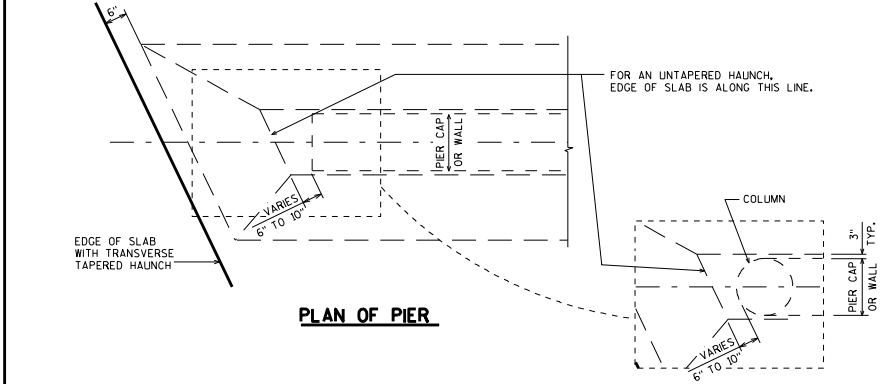 6"
FOR AN UNTAPERED HAUNCH,
EDGE OF SLAB IS ALONG THIS LINE.
PIER CAP
OR WALL
VARIES
6" TO 10"
EDGE OF SLAB
WITH TRANSVERSE
TAPERED HAUNCH
PLAN OF PIER
COLUMN
3"
TYP.
PIER CAP
OR WALL
VARIES
6" TO 10"